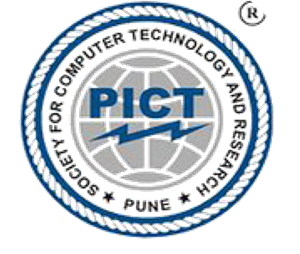 ®
SOCIETY FOR COMPUTER TECHNOLOGY AND RESEARCH
PICT
★ PUNE ★